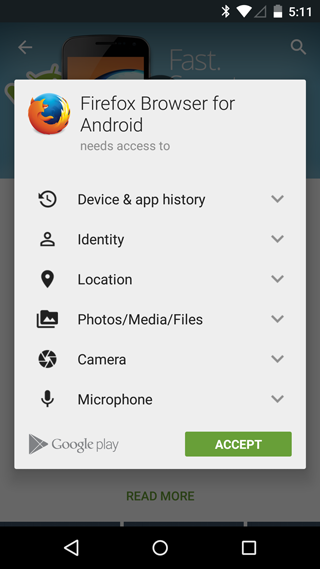 5:11
Fast.
Firefox Browser for
Android
needs access to
Device & app history
Identity
Location
Photos/Media/Files
Camera
Microphone
Google play
ACCEPT
READ MORE